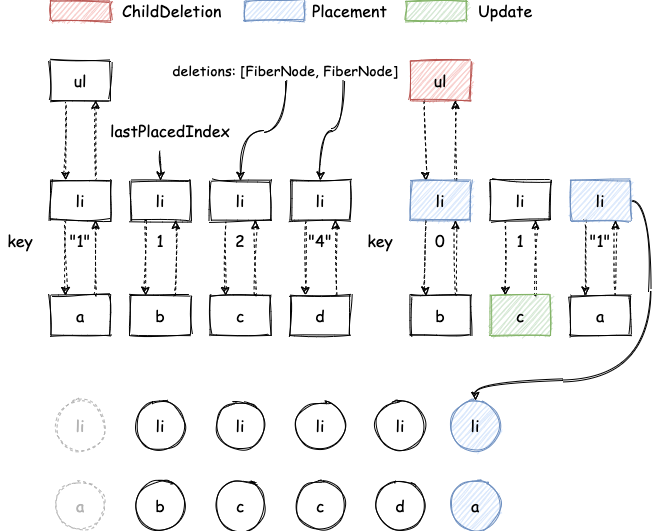 ChildDeletion Placement Update
deletions: [FiberNode, FiberNode]
ul ul
lastPlacedIndex
li li li li li li li
key "1" 1 2 "4" key 0 1 "1"
a b c d b c a
li li li li li li
a b c c d a